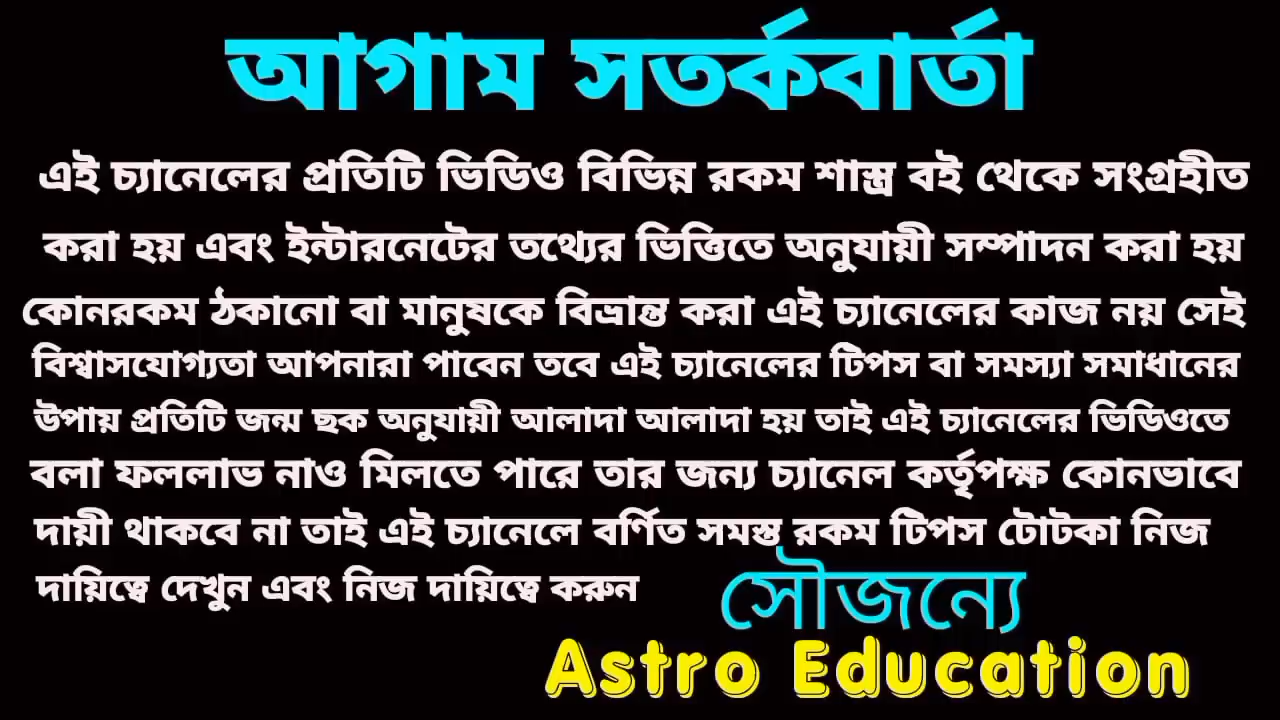 আগাম সতর্কবার্তা
এই চ্যানেলের প্রতিটি ভিডিও বিভিন্ন রকম শাস্ত্র বই থেকে সংগ্রহীত
করা হয় এবং ইন্টারনেটের তথ্যের ভিত্তিতে অনুযায়ী সম্পাদন করা হয়
কোনরকম ঠকানো বা মানুষকে বিভ্রান্ত করা এই চ্যানেলের কাজ নয় সেই
বিশ্বাসযোগ্যতা আপনারা পাবেন তবে এই চ্যানেলের টিপস বা সমস্যা সমাধানের
উপায় প্রতিটি জন্ম ছক অনুযায়ী আলাদা আলাদা হয় তাই এই চ্যানেলের ভিডিওতে
বলা ফললাভ নাও মিলতে পারে তার জন্য চ্যানেল কর্তৃপক্ষ কোনভাবে
দায়ী থাকবে না তাই এই চ্যানেলে বর্ণিত সমস্ত রকম টিপস টোটকা নিজ
দায়িত্বে দেখুন এবং নিজ দায়িত্বে করুন
সৌজন্যে
Astro Education